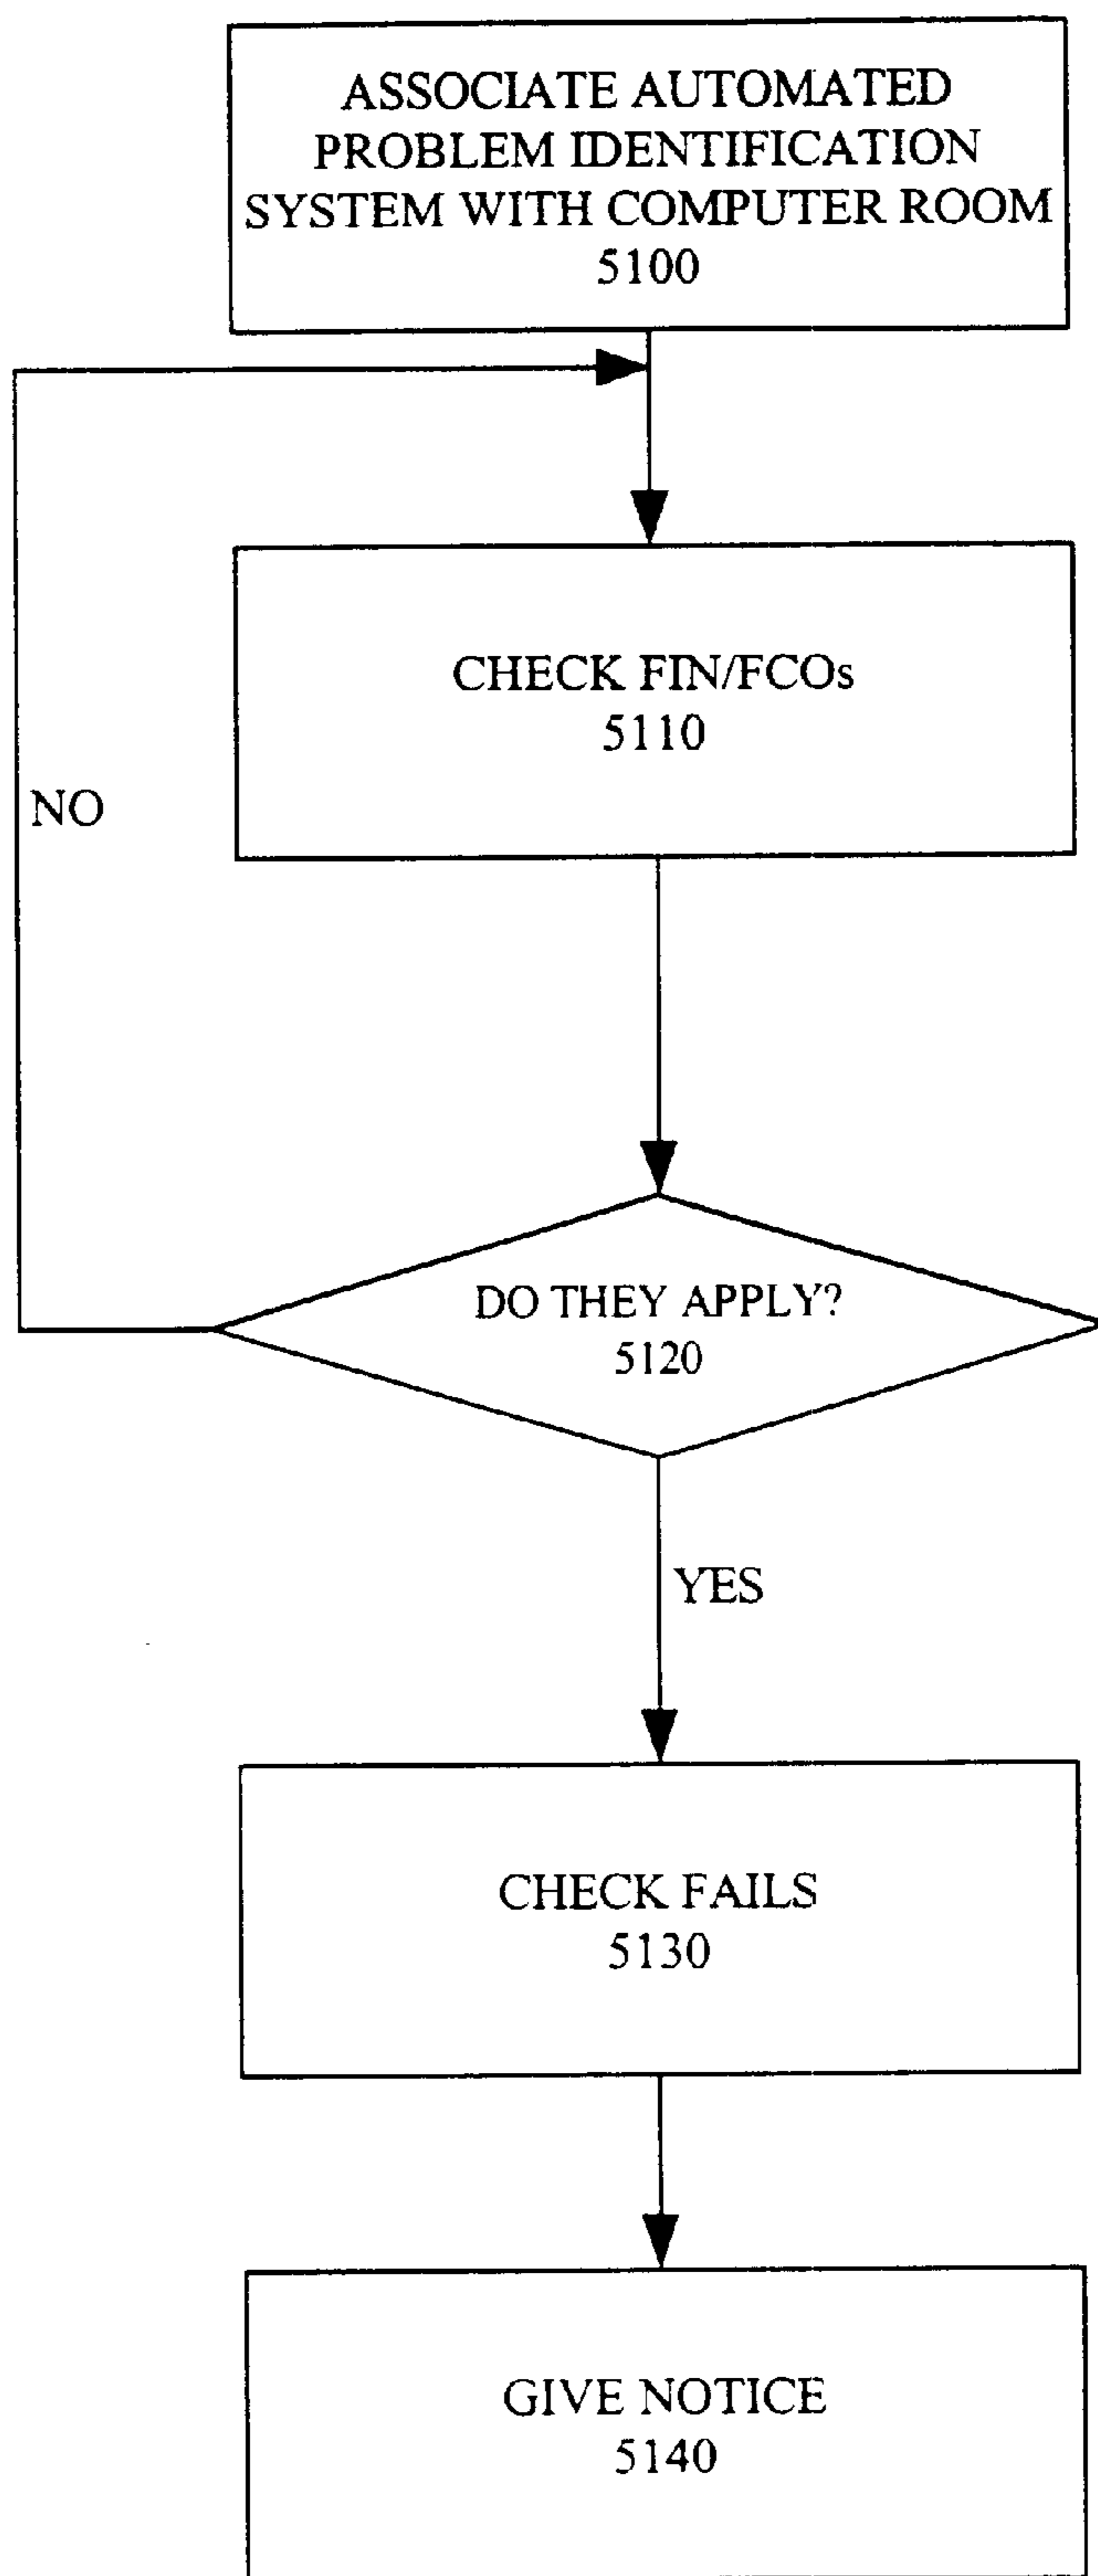 ASSOCIATE AUTOMATED
PROBLEM IDENTIFICATION
SYSTEM WITH COMPUTER ROOM
5100
CHECK FIN/FCOs
5110
NO
DO THEY APPLY?
5120
YES
CHECK FAILS
5130
GIVE NOTICE
5140